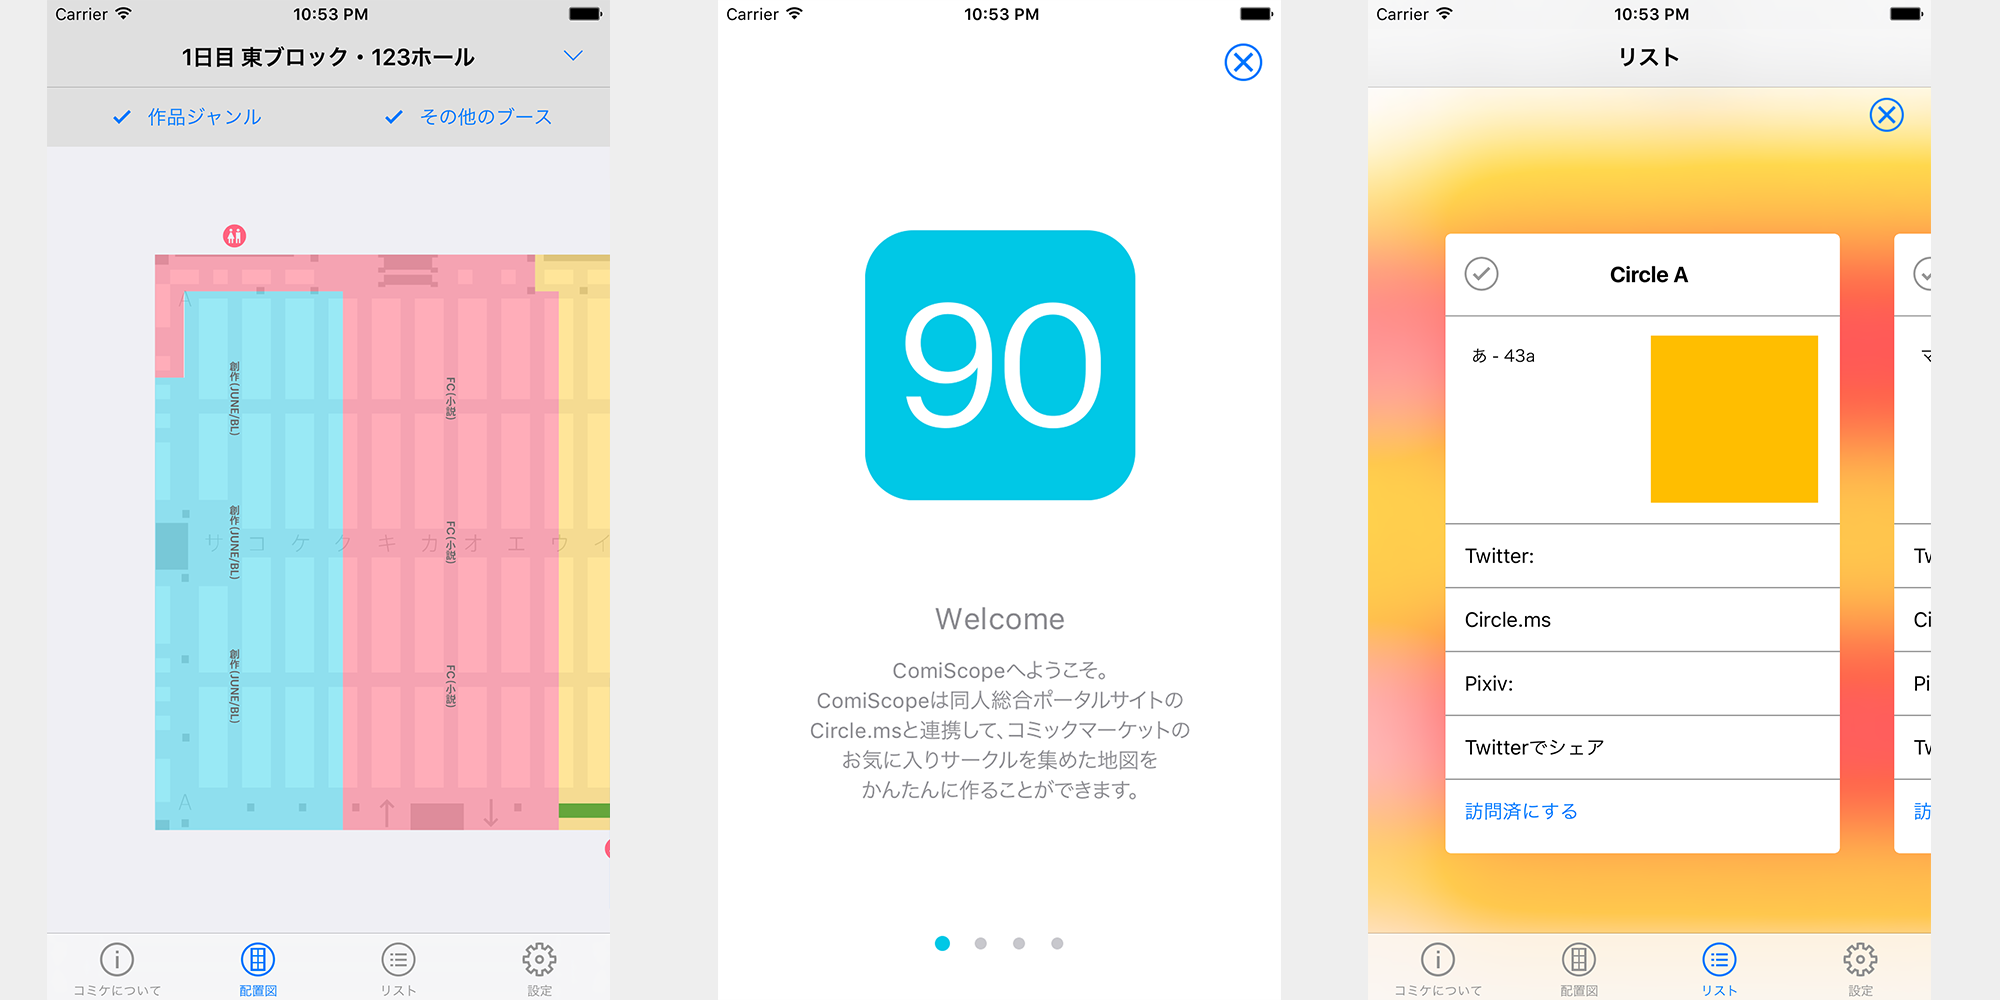 Carrier 10:53 PM
1日目 東ブロック・123ホール
作品ジャンル その他のブース
A
創作(JUNE/BL)
FC(小説)
創作(JUNE/BL)
FC(小説)
サ コ ケ ク キ カ オ エ ウ イ
創作(JUNE/BL)
FC(小説)
A
コミケについて 配置図 リスト 設定
Carrier 10:53 PM
90
Welcome
ComiScopeへようこそ。
ComiScopeは同人総合ポータルサイトの
Circle.msと連携して、コミックマーケットの
お気に入りサークルを集めた地図を
かんたんに作ることができます。
Carrier 10:53 PM
リスト
Circle A
あ - 43a
Twitter:
Circle.ms
Pixiv:
Twitterでシェア
訪問済にする
マ
Tw
Ci
Pi
Tw
訪
コミケについて 配置図 リスト 設定